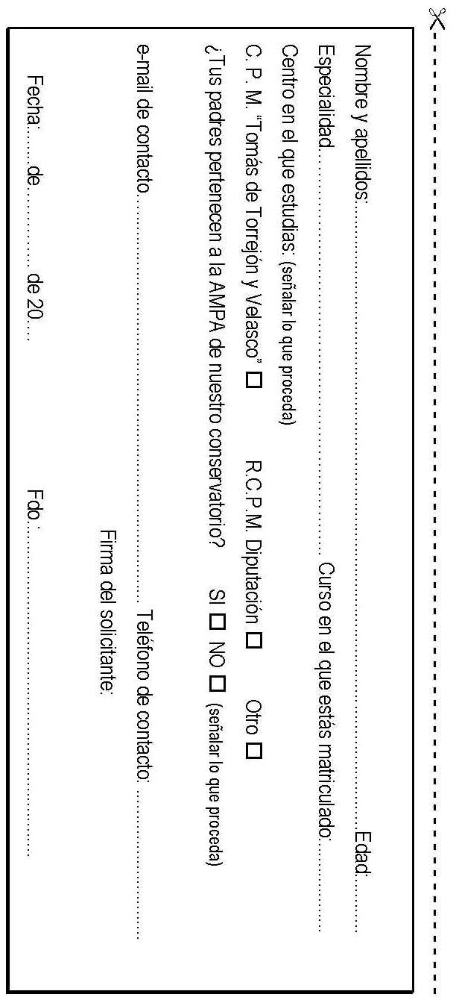 Nombre y apellidos:..........................................................................................................Edad:...........
Especialidad.................................................................... Curso en el que estás matriculado:................
Centro en el que estudias: (señalar lo que proceda)
C. P. M. “Tomás de Torrejón y Velasco” ☐ R.C.P.M. Diputación ☐ Otro ☐
¿Tus padres pertenecen a la AMPA de nuestro conservatorio? SI ☐ NO ☐ (señalar lo que proceda)
e-mail de contacto.................................................................... Teléfono de contacto: .........................
Firma del solicitante:
Fecha:.......de.............. de 20.... Fdo.:........................................................